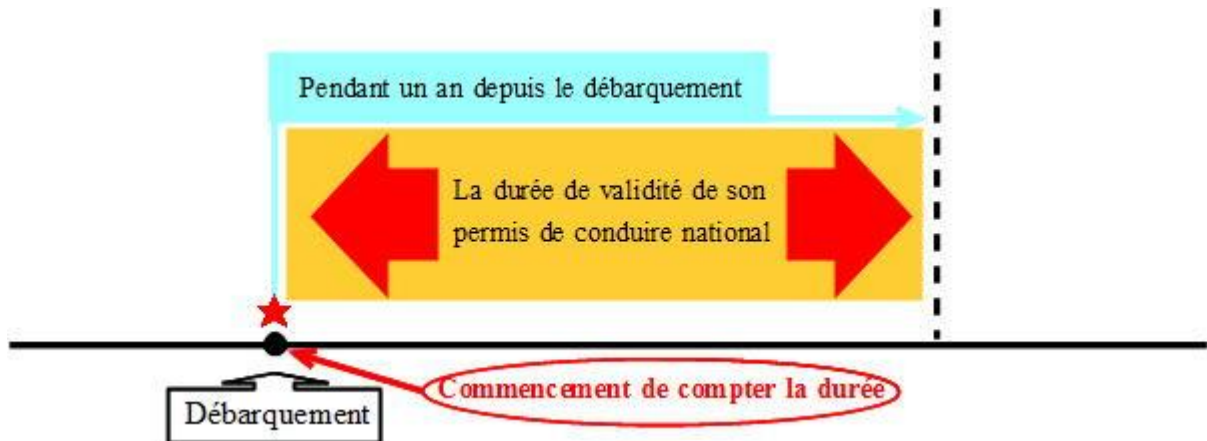 Pendant un an depuis le débarquement
La durée de validité de son
permis de conduire national
Commencement de compter la durée
Débarquement